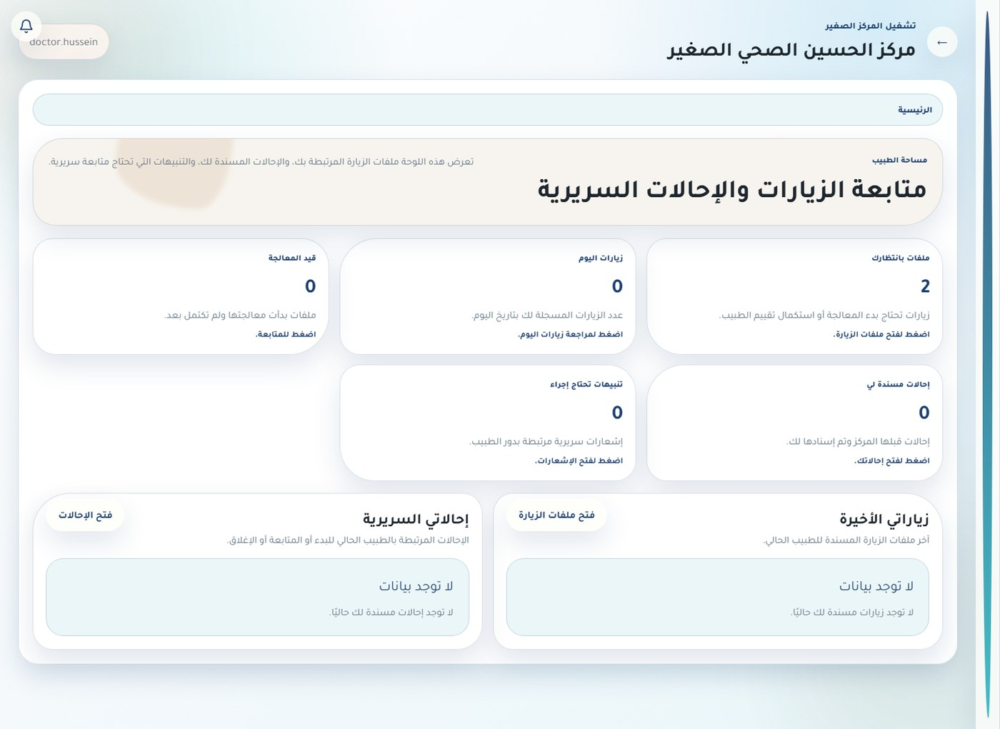 تشغيل المركز الصغير
مركز الحسين الصحي الصغير
←
doctor.hussein
الرئيسية
مساحة الطبيب
متابعة الزيارات والإحالات السريرية
تعرض هذه اللوحة ملفات الزيارة المرتبطة بك، والإحالات المسندة لك، والتنبيهات التي تحتاج متابعة سريرية.
ملفات بانتظارك
2
زيارات تحتاج بدء المعالجة أو استكمال تقييم الطبيب.
اضغط لفتح ملفات الزيارة.
زيارات اليوم
0
عدد الزيارات المسجلة لك بتاريخ اليوم.
اضغط لمراجعة زيارات اليوم.
قيد المعالجة
0
ملفات بدأت معالجتها ولم تكتمل بعد.
اضغط للمتابعة.
إحالات مسندة لي
0
إحالات قبلها المركز وتم إسنادها لك.
اضغط لفتح إحالاتك.
تنبيهات تحتاج إجراء
0
إشعارات سريرية مرتبطة بدور الطبيب.
اضغط لفتح الإشعارات.
زياراتي الأخيرة
فتح ملفات الزيارة
آخر ملفات الزيارة المسندة للطبيب الحالي.
لا توجد بيانات
لا توجد زيارات مسندة لك حاليًا.
إحالاتي السريرية
فتح الإحالات
الإحالات المرتبطة بالطبيب الحالي للبدء أو المتابعة أو الإغلاق.
لا توجد بيانات
لا توجد إحالات مسندة لك حاليًا.